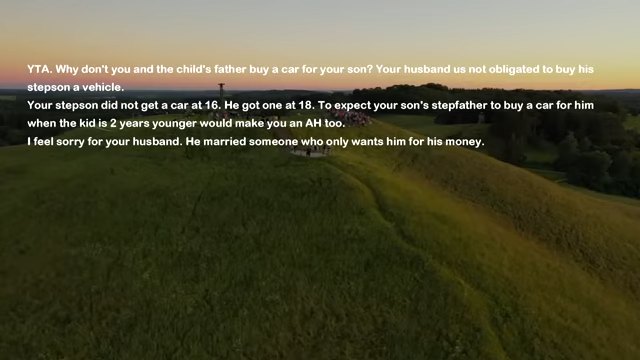 YTA. Why don't you and the child's father buy a car for your son? Your husband us not obligated to buy his
stepson a vehicle.
Your stepson did not get a car at 16. He got one at 18. To expect your son's stepfather to buy a car for him
when the kid is 2 years younger would make you an AH too.
I feel sorry for your husband. He married someone who only wants him for his money.